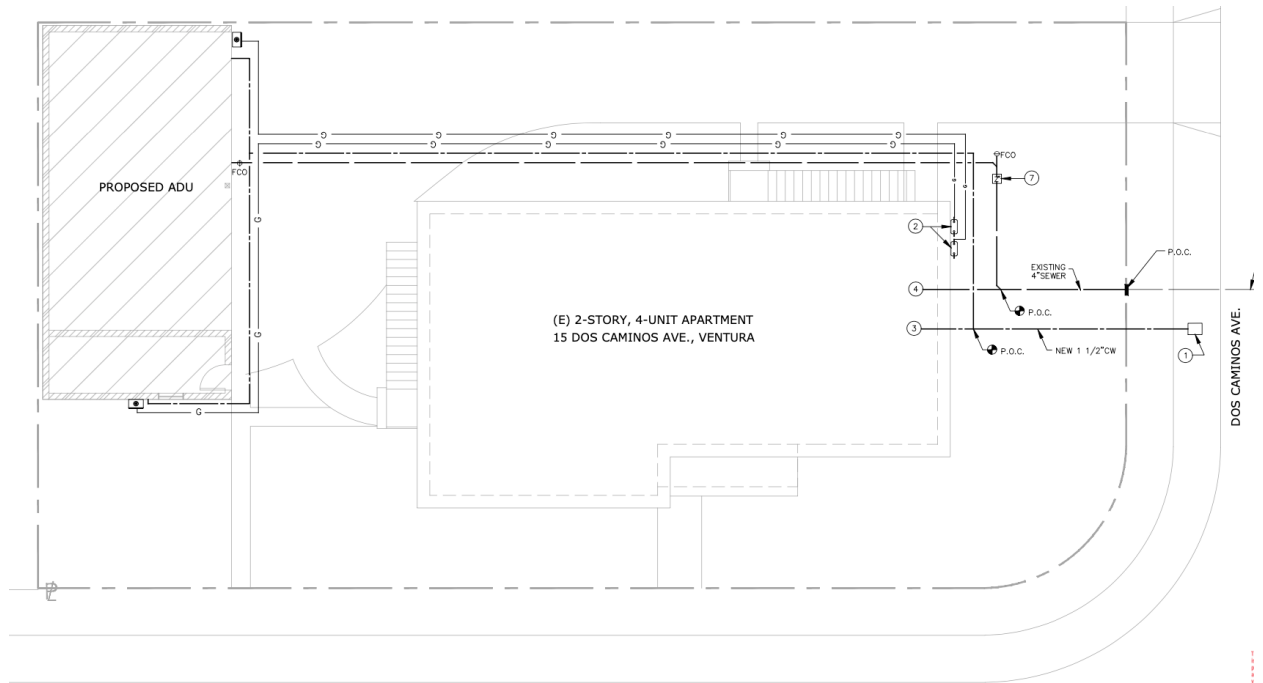 G G G G G G
G G G G G G
FCO
FCO
7
PROPOSED ADU
G
G
G
G
G
2
P.O.C.
EXISTING
4"SEWER
4
P.O.C.
(E) 2-STORY, 4-UNIT APARTMENT
15 DOS CAMINOS AVE., VENTURA
3
P.O.C.
NEW 1 1/2"CW
1
DOS CAMINOS AVE.
PL